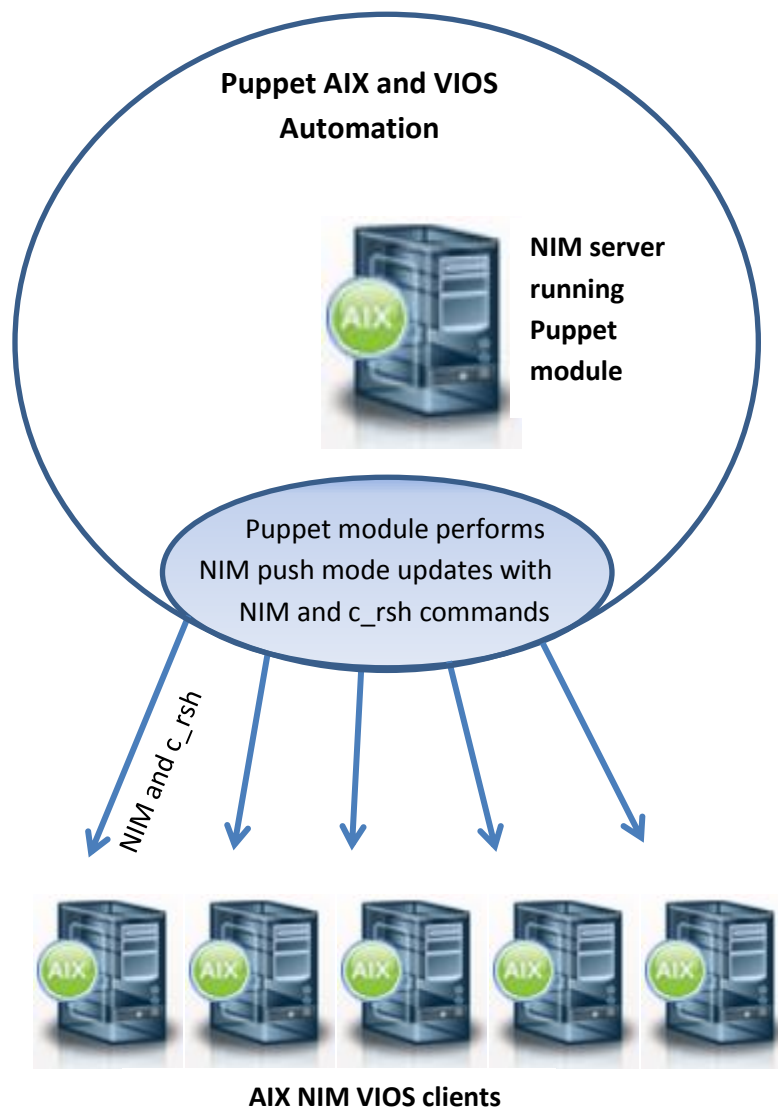 Puppet AIX and VIOS
Automation
NIM server
running
Puppet
module
AIX
Puppet module performs
NIM push mode updates with
NIM and c_rsh commands
NIM and c_rsh
AIX
AIX
AIX
AIX
AIX
AIX NIM VIOS clients